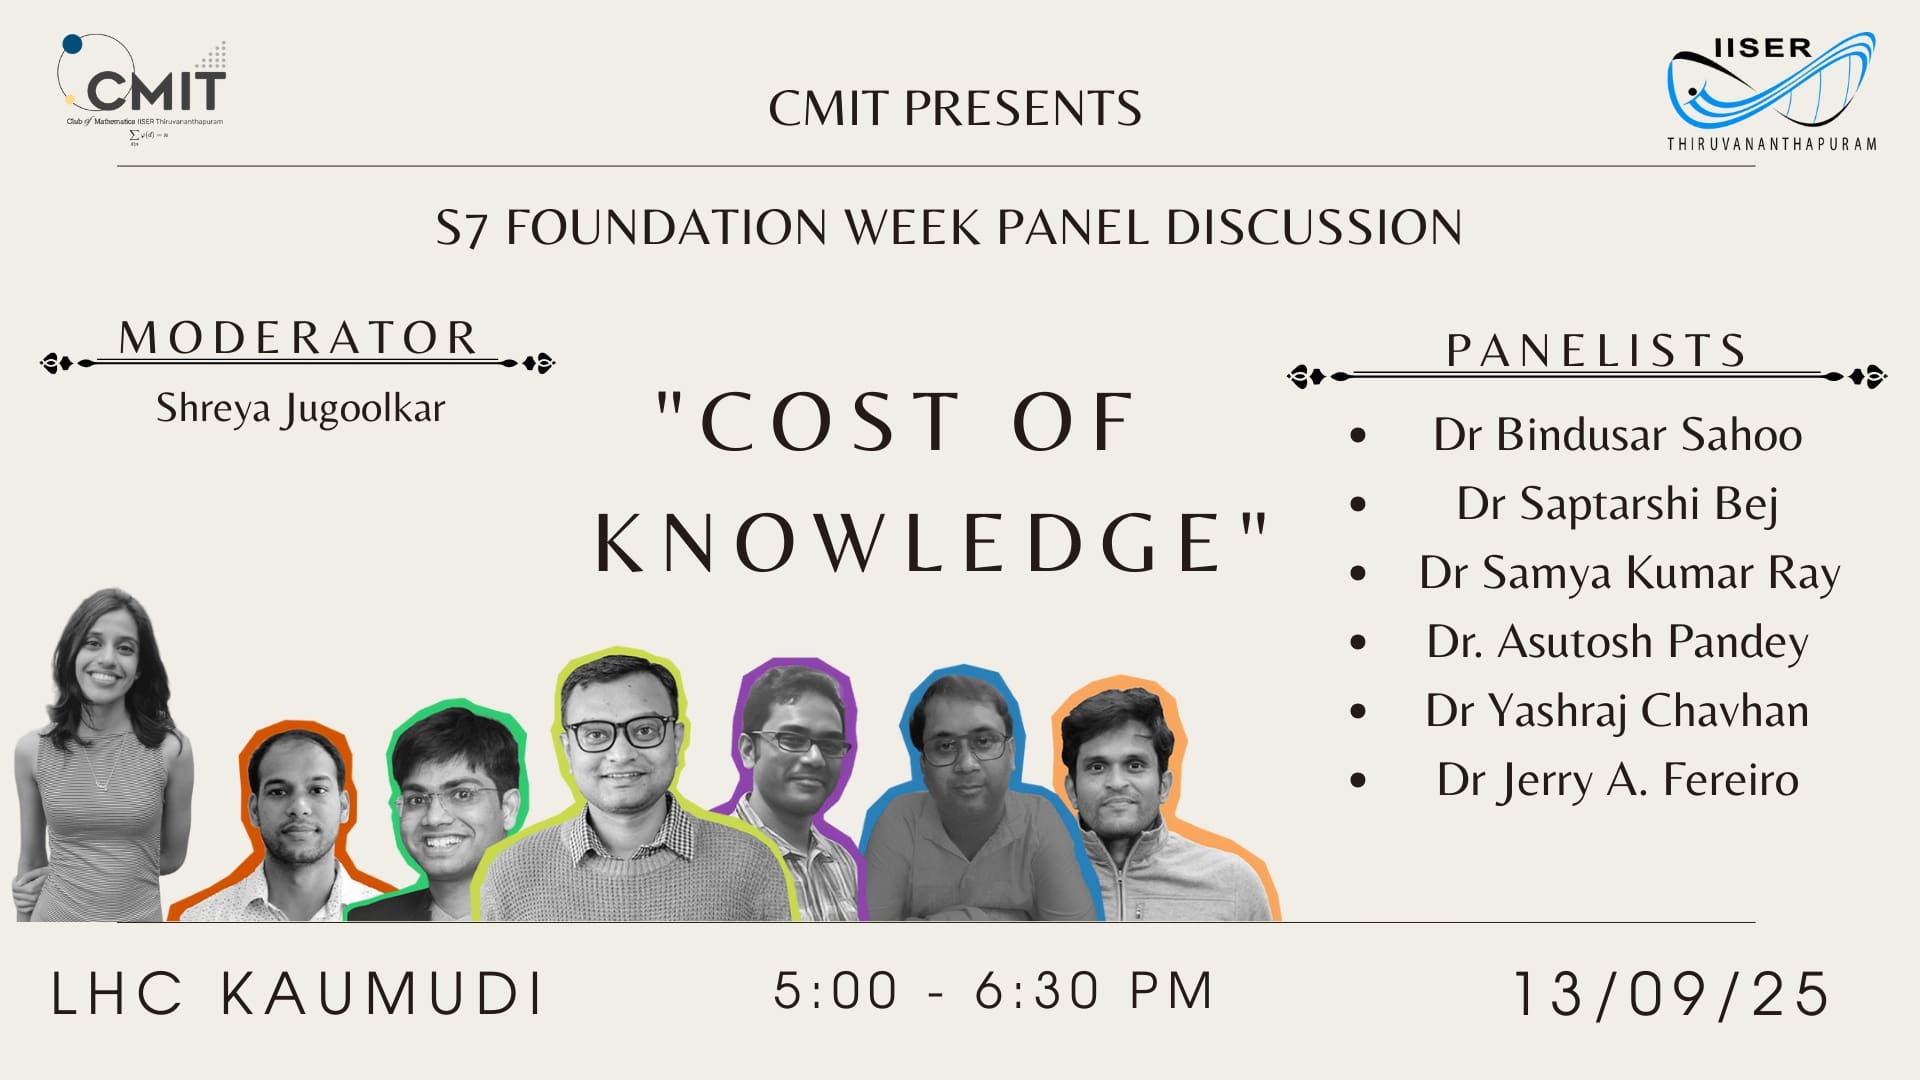 CMIT
Club of Mathematics IISER Thiruvananthapuram
CMIT PRESENTS
IISER
THIRUVANANTHAPURAM
S7 FOUNDATION WEEK PANEL DISCUSSION
MODERATOR
Shreya Jugoolkar
"COST OF
KNOWLEDGE"
PANELISTS
• Dr Bindusar Sahoo
• Dr Saptarshi Bej
• Dr Samya Kumar Ray
• Dr. Asutosh Pandey
• Dr Yashraj Chavhan
• Dr Jerry A. Fereiro
LHC KAUMUDI
5:00 - 6:30 PM
13/09/25